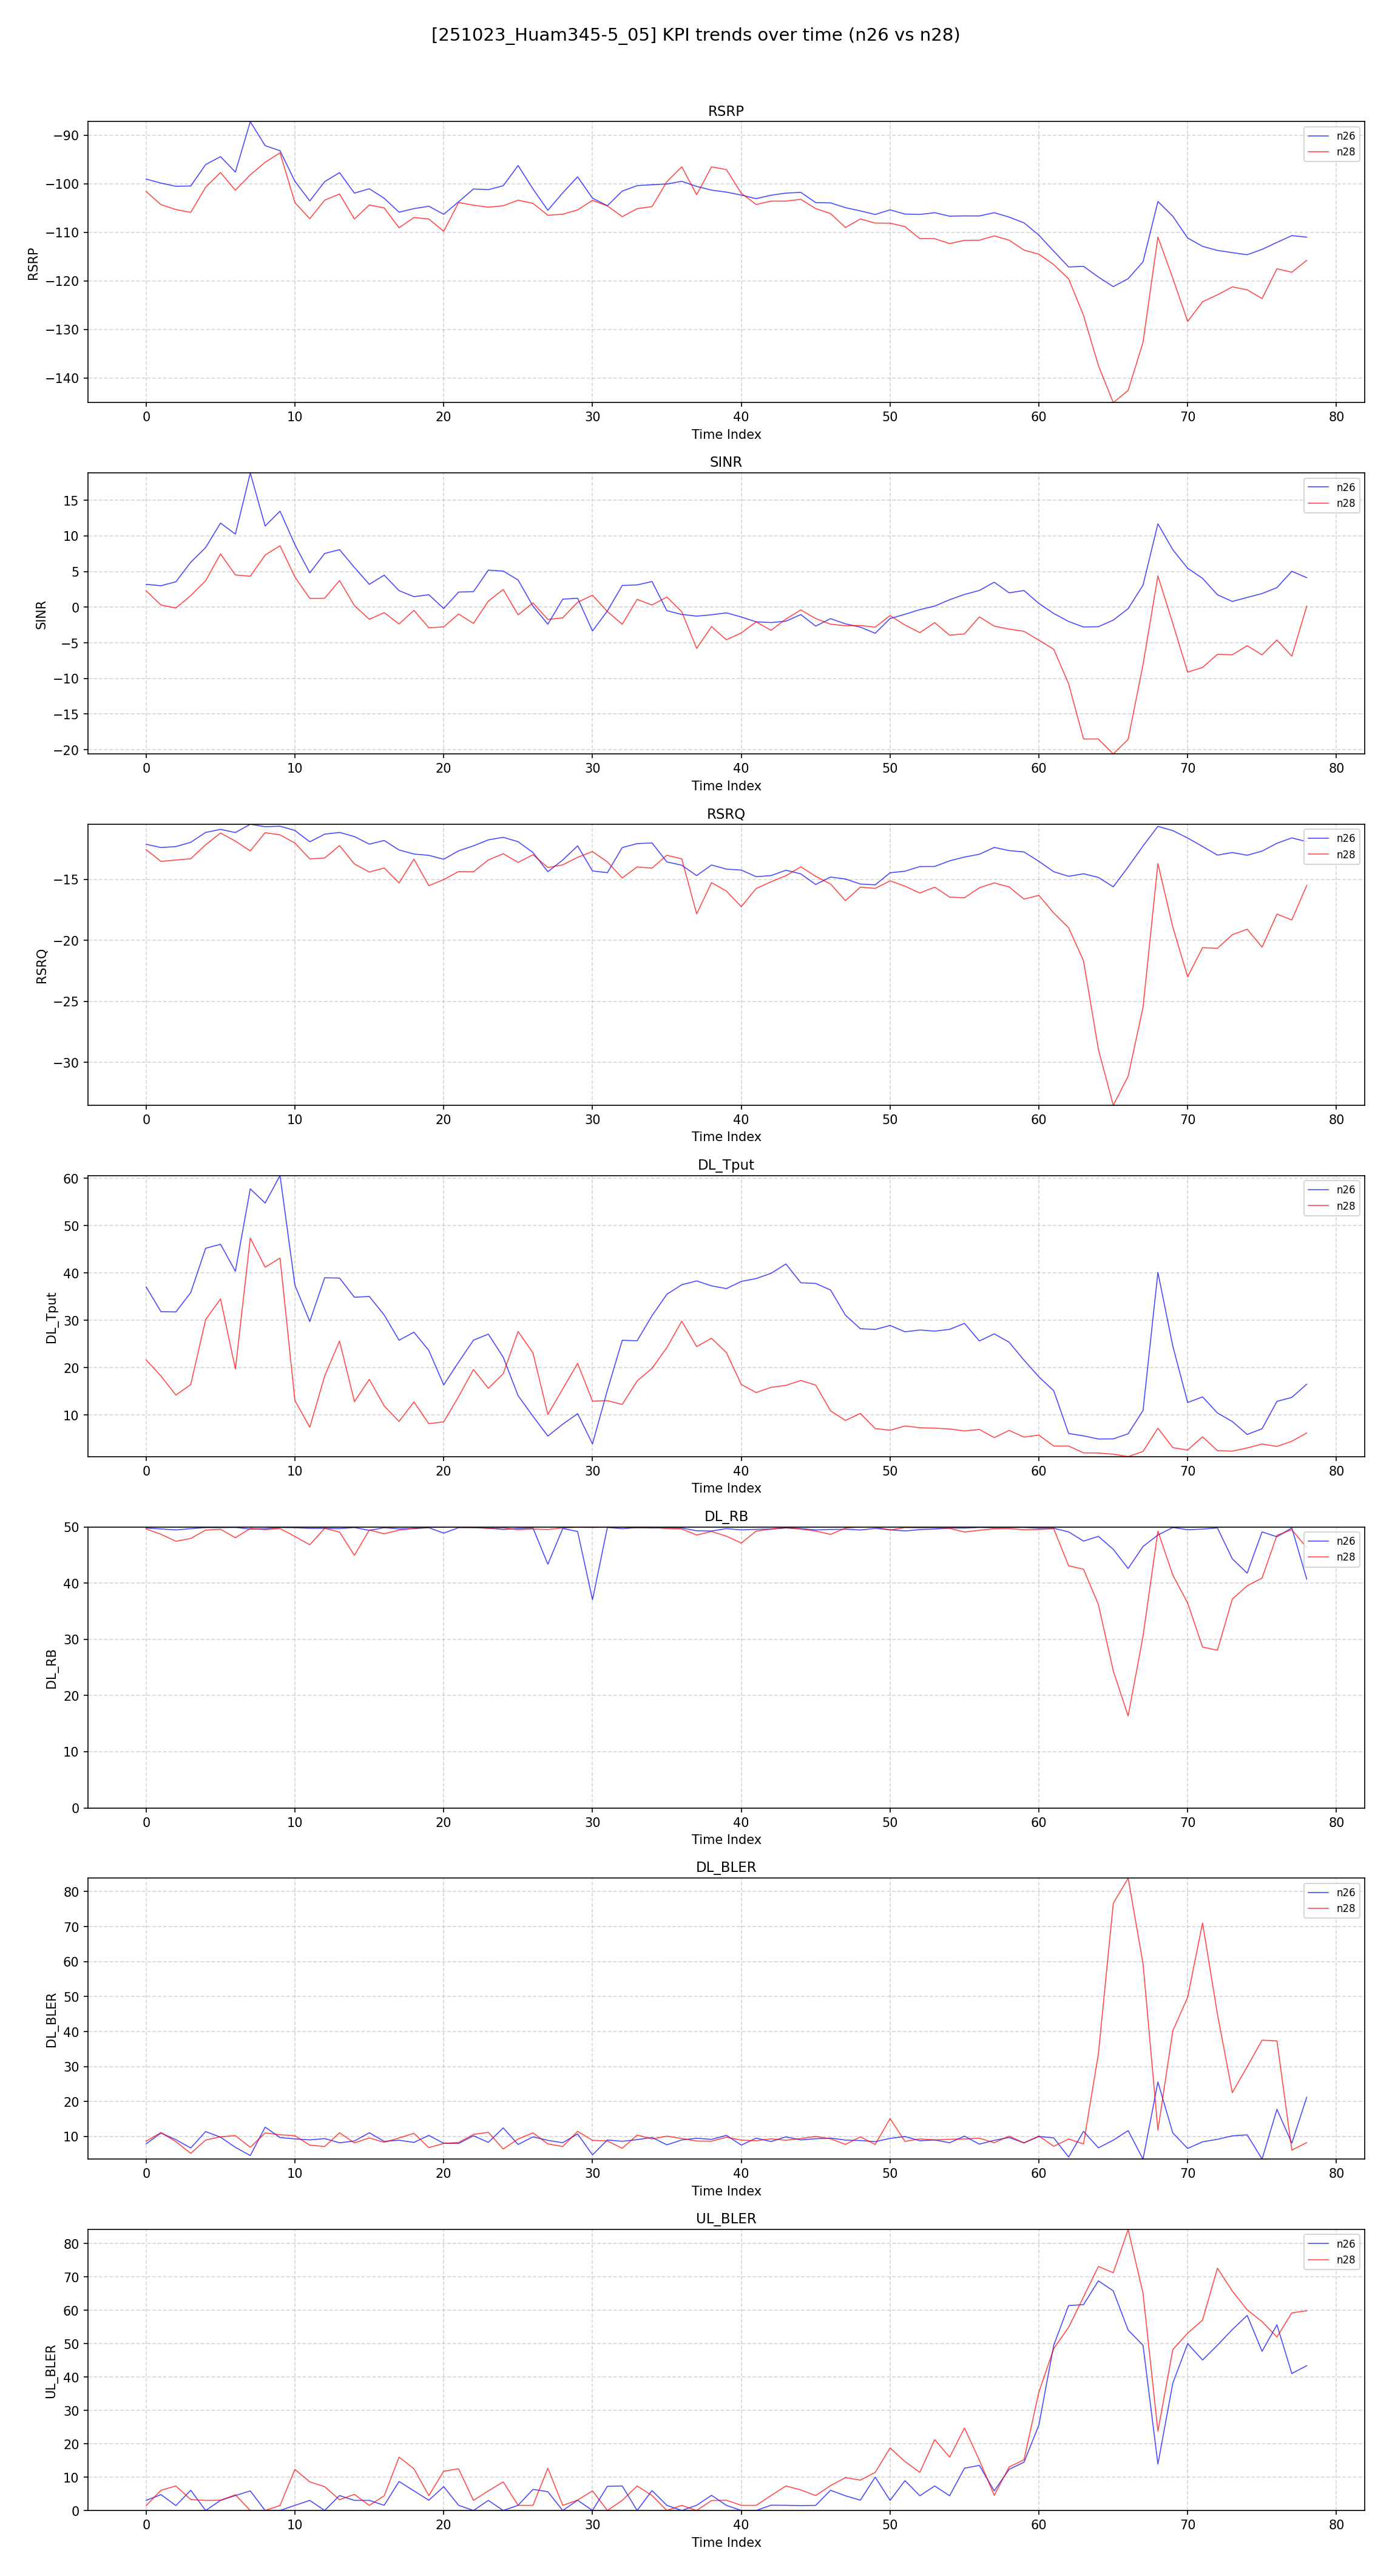 [251023_Huam345-5_05] KPI trends over time (n26 vs n28)
RSRP
−90
−100
−110
−120
−130
−140
RSRP
n26
n28
0 10 20 30 40 50 60 70 80
Time Index
SINR
15
10
5
0
−5
−10
−15
−20
SINR
n26
n28
0 10 20 30 40 50 60 70 80
Time Index
RSRQ
−15
−20
−25
−30
RSRQ
n26
n28
0 10 20 30 40 50 60 70 80
Time Index
DL_Tput
60
50
40
30
20
10
DL_Tput
n26
n28
0 10 20 30 40 50 60 70 80
Time Index
DL_RB
50
40
30
20
10
0
DL_RB
n26
n28
0 10 20 30 40 50 60 70 80
Time Index
DL_BLER
80
70
60
50
40
30
20
10
DL_BLER
n26
n28
0 10 20 30 40 50 60 70 80
Time Index
UL_BLER
80
70
60
50
40
30
20
10
0
UL_BLER
n26
n28
0 10 20 30 40 50 60 70 80
Time Index